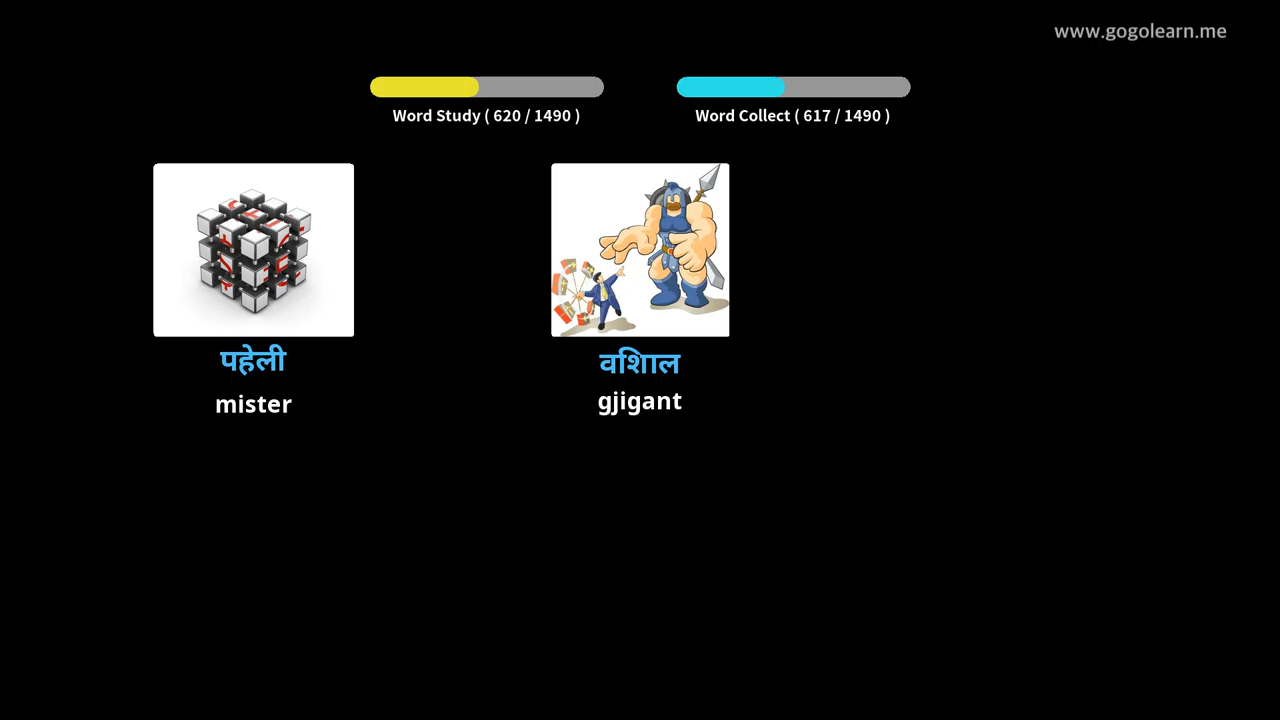 www.gogolearn.me
Word Study ( 620 / 1490 )
Word Collect ( 617 / 1490 )
पहेली
mister
वशिाल
gjigant